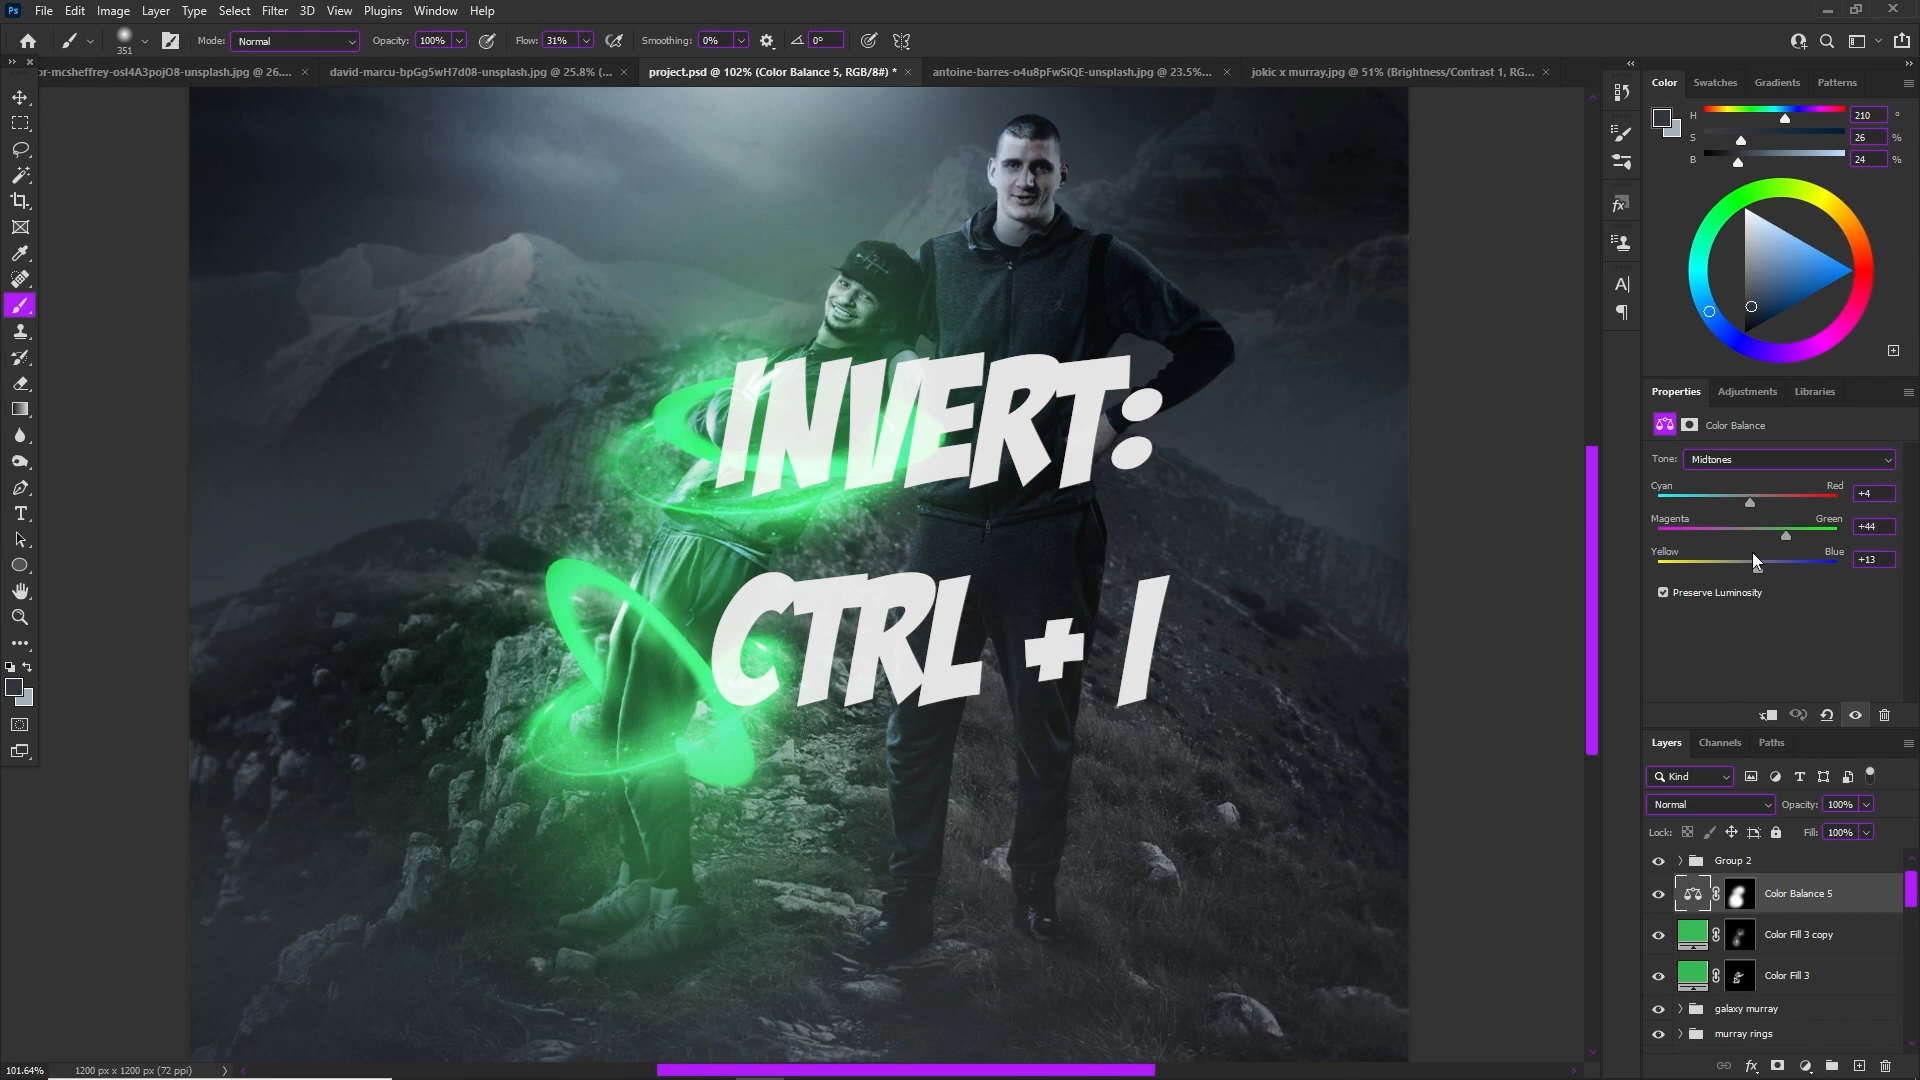 Ps File Edit Image Layer Type Select Filter 3D View Plugins Window Help
351 Mode: Normal Opacity: 100% Flow: 31% Smoothing: 0% 0°
or-mcsheffrey-osI4A3pojO8-unsplash.jpg @ 26.... × david-marcu-bpGg5wH7d08-unsplash.jpg @ 25.8% (... × project.psd @ 102% (Color Balance 5, RGB/8#) * × antoine-barres-o4u8pFwSiQE-unsplash.jpg @ 23.5%... × jokic x murray.jpg @ 51% (Brightness/Contrast 1, RG... ×
Color Swatches Gradients Patterns
H 210 °
S 26 %
B 24 %
INVERT:
CTRL + I
Properties Adjustments Libraries
Color Balance
Tone: Midtones
Cyan Red +4
Magenta Green +44
Yellow Blue +13
Preserve Luminosity
Layers Channels Paths
Kind
Normal Opacity: 100%
Lock: Fill: 100%
Group 2
Color Balance 5
Color Fill 3 copy
Color Fill 3
galaxy murray
murray rings
101.64% 1200 px x 1200 px (72 ppi)